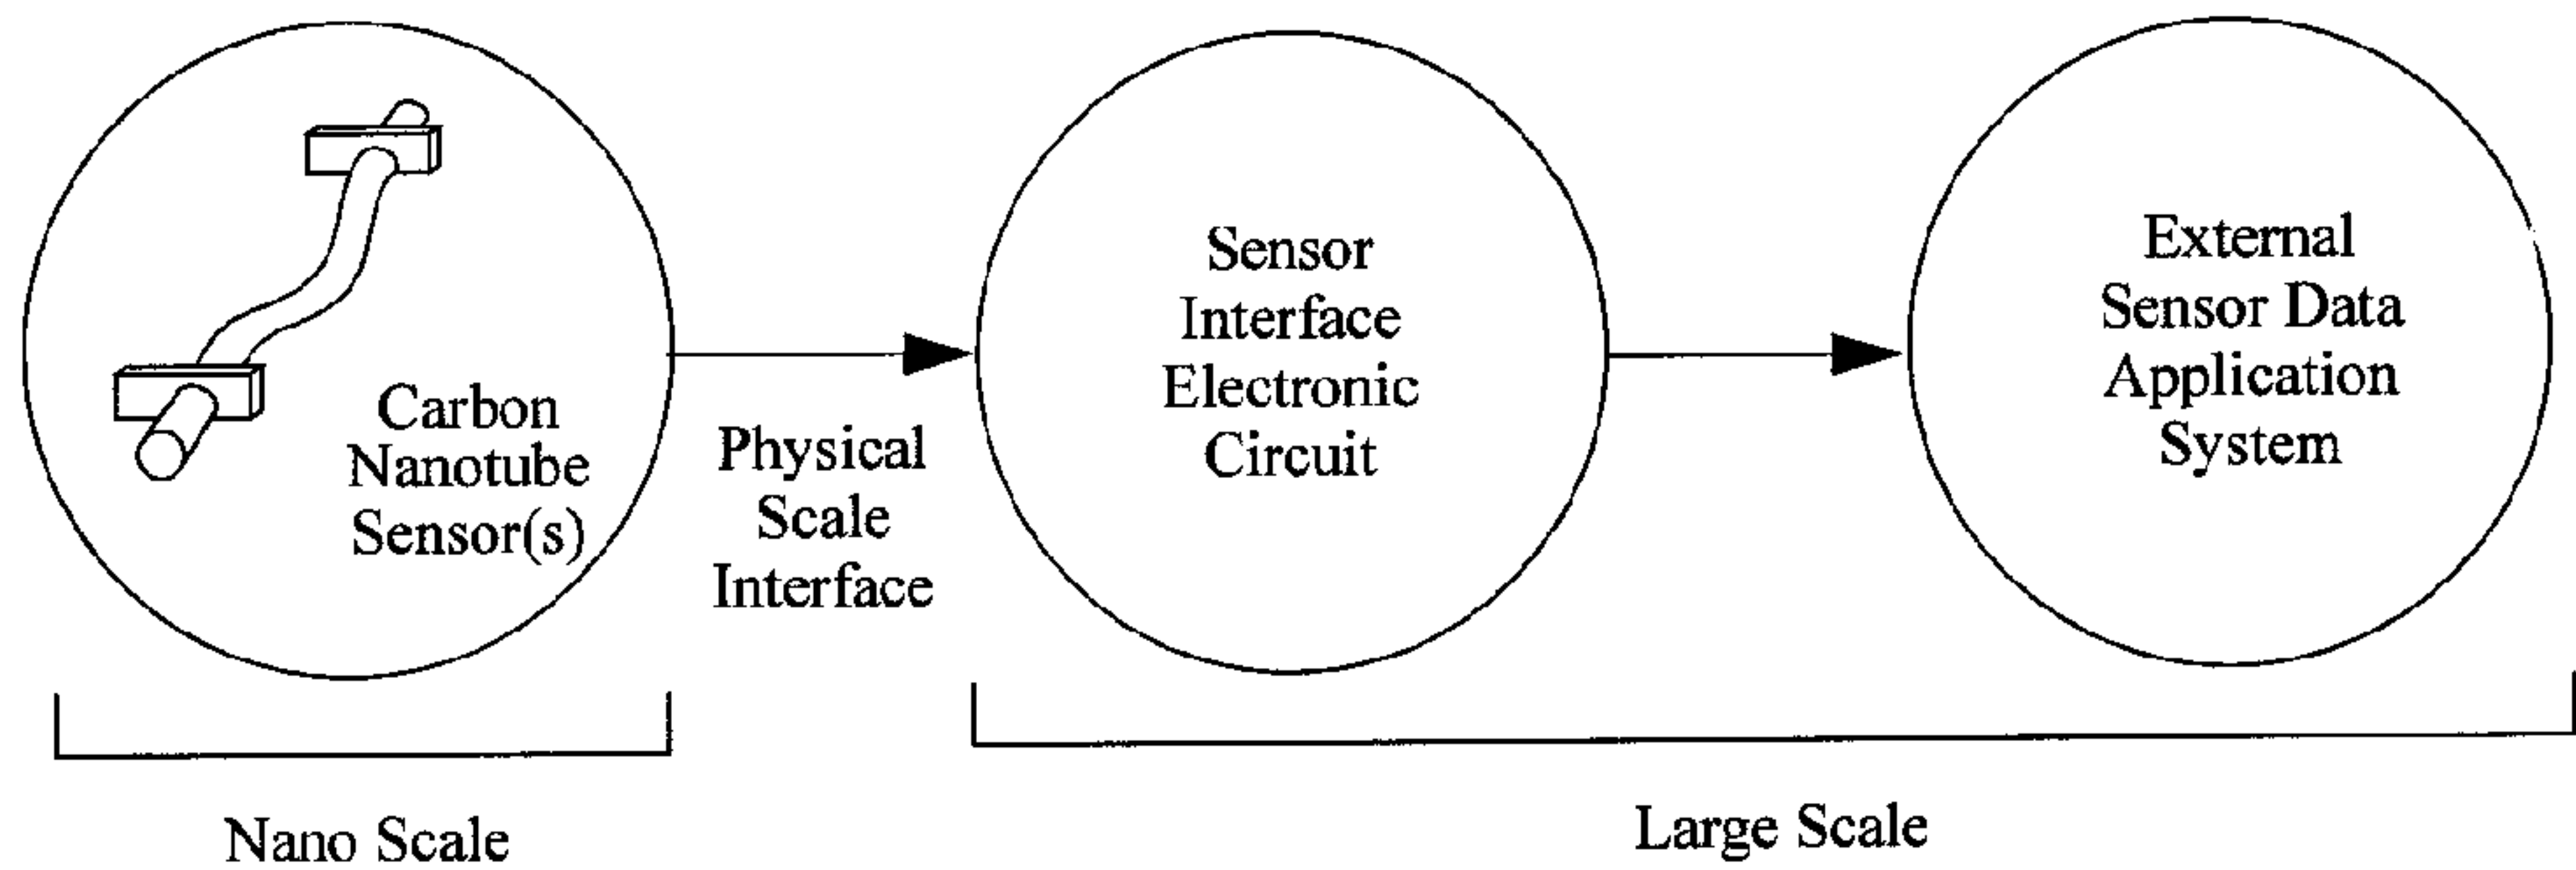 Carbon
Nanotube
Sensor(s)
Physical
Scale
Interface
Sensor
Interface
Electronic
Circuit
External
Sensor Data
Application
System
Nano Scale
Large Scale